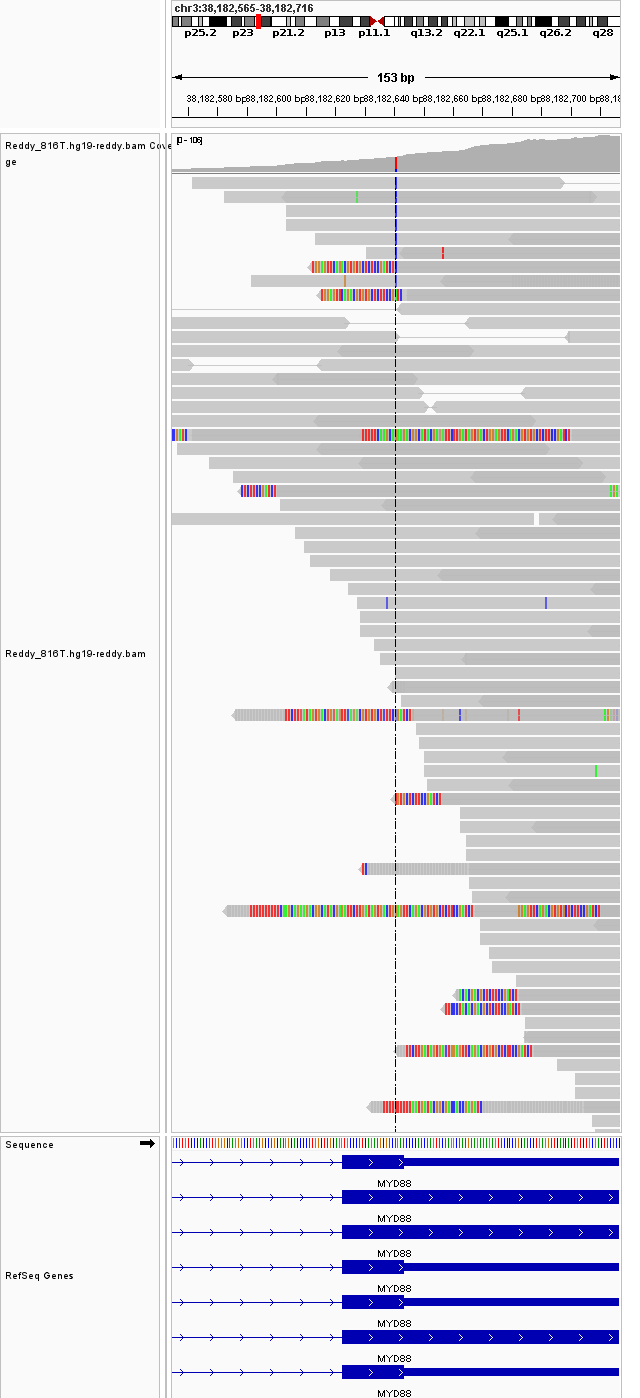 chr3:38,182,565-38,182,716
p25.2 p23 p21.2 p13 p11.1 q13.2 q22.1 q25.1 q26.2 q28
153 bp
38,182,580 bp 38,182,600 bp 38,182,620 bp 38,182,640 bp 38,182,660 bp 38,182,680 bp 38,182,700 bp
Reddy_816T.hg19-reddy.bam Cove
ge
[0 - 106]
Reddy_816T.hg19-reddy.bam
Sequence
MYD88
MYD88
MYD88
RefSeq Genes
MYD88
MYD88
MYD88
MYD88